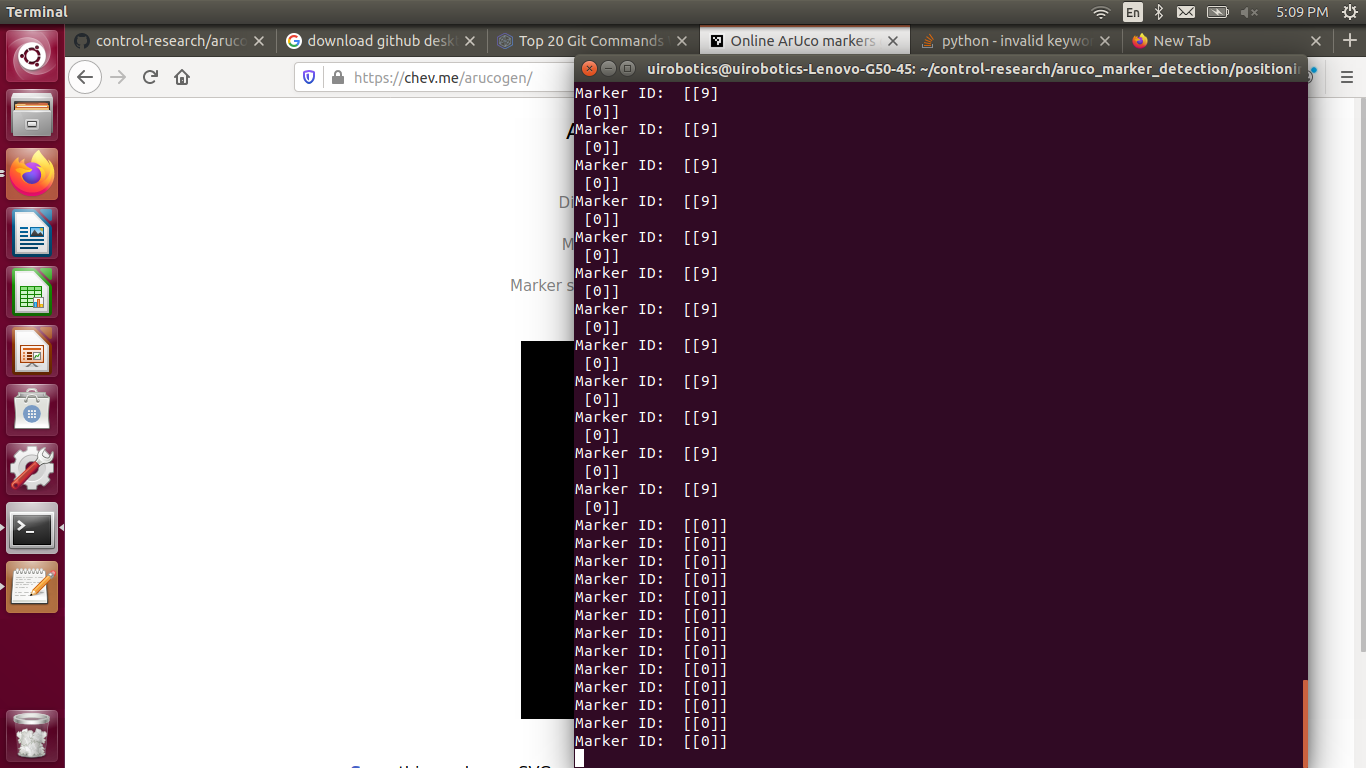 Terminal
En
5:09 PM
control-research/aruco
download github desk
Top 20 Git Commands
Online ArUco markers
python - invalid keywo
New Tab
https://chev.me/arucogen/
uirobotics@uirobotics-Lenovo-G50-45: ~/control-research/aruco_marker_detection/positionin
A
Di
M
Marker s
Marker ID:  [[9]
[0]]
Marker ID:  [[9]
[0]]
Marker ID:  [[9]
[0]]
Marker ID:  [[9]
[0]]
Marker ID:  [[9]
[0]]
Marker ID:  [[9]
[0]]
Marker ID:  [[9]
[0]]
Marker ID:  [[9]
[0]]
Marker ID:  [[9]
[0]]
Marker ID:  [[9]
[0]]
Marker ID:  [[9]
[0]]
Marker ID:  [[9]
[0]]
Marker ID:  [[0]]
Marker ID:  [[0]]
Marker ID:  [[0]]
Marker ID:  [[0]]
Marker ID:  [[0]]
Marker ID:  [[0]]
Marker ID:  [[0]]
Marker ID:  [[0]]
Marker ID:  [[0]]
Marker ID:  [[0]]
Marker ID:  [[0]]
Marker ID:  [[0]]
Marker ID:  [[0]]